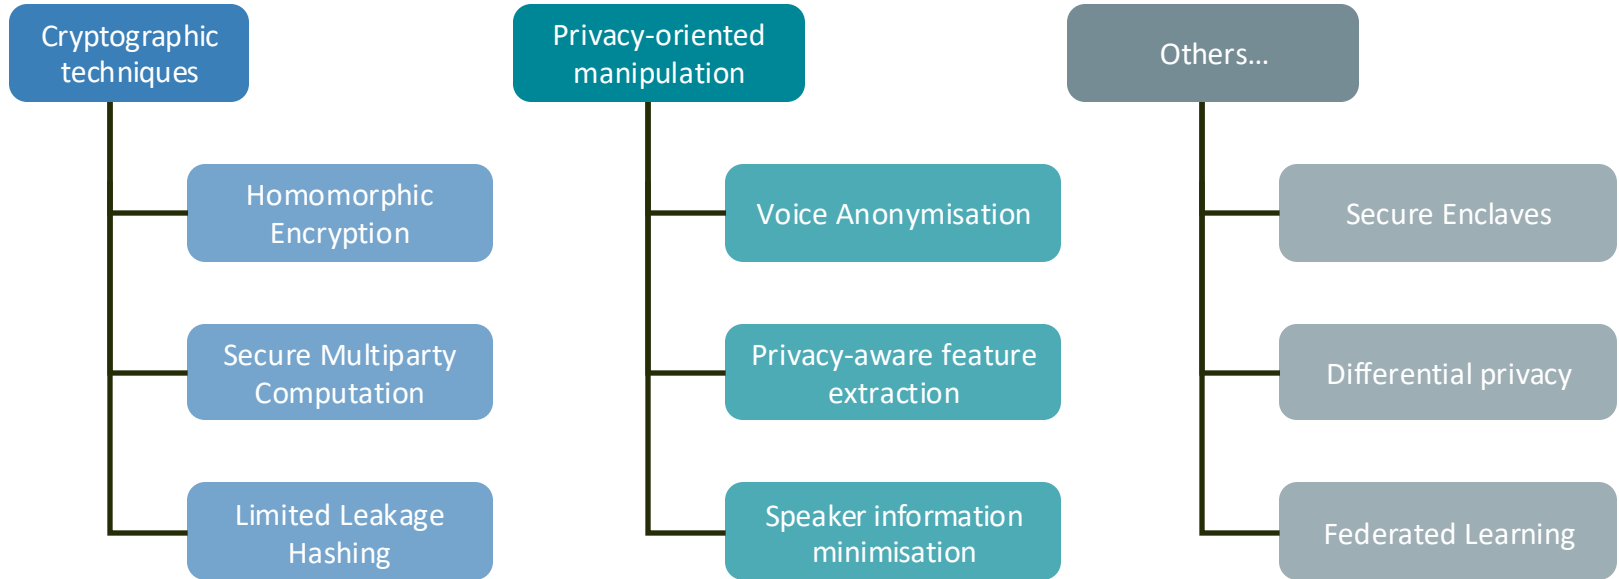 Cryptographic
techniques
Homomorphic
Encryption
Secure Multiparty
Computation
Limited Leakage
Hashing
Privacy-oriented
manipulation
Voice Anonymisation
Privacy-aware feature
extraction
Speaker information
minimisation
Others...
Secure Enclaves
Differential privacy
Federated Learning